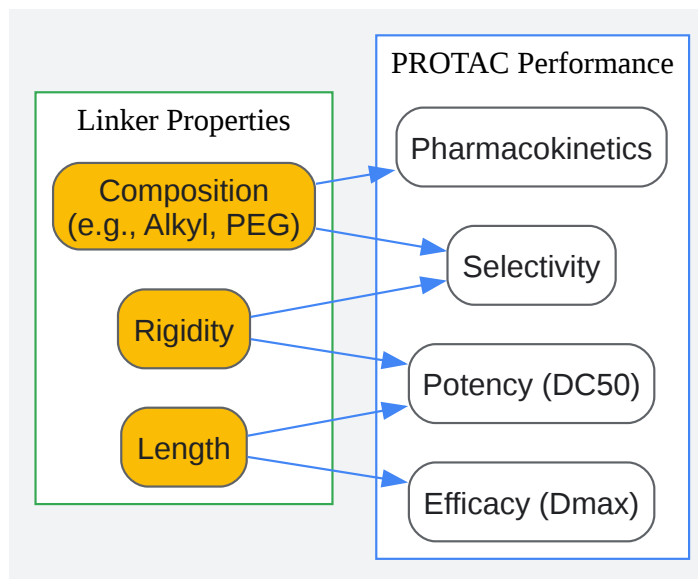 Linker Properties
Composition
(e.g., Alkyl, PEG)
Rigidity
Length
PROTAC Performance
Pharmacokinetics
Selectivity
Potency (DC50)
Efficacy (Dmax)